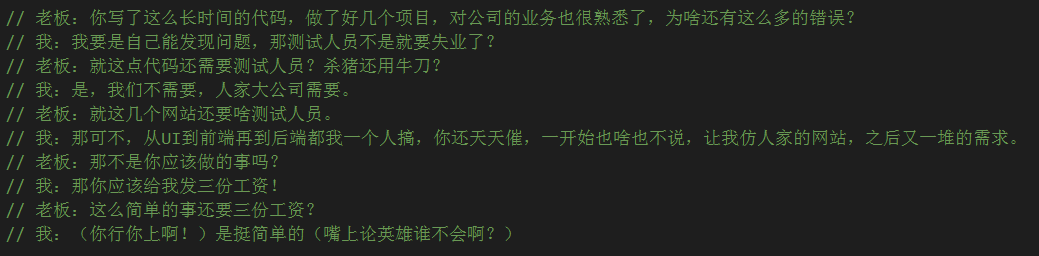 // 老板：你写了这么长时间的代码，做了好几个项目，对公司的业务也很熟悉了，为啥还有这么多的错误？
// 我：我要是自己能发现问题，那测试人员不是就要失业了？
// 老板：就这点代码还需要测试人员？杀猪还用牛刀？
// 我：是，我们不需要，人家大公司需要。
// 老板：就这几个网站还要啥测试人员。
// 我：那可不，从UI到前端再到后端都我一个人搞，你还天天催，一开始也啥也不说，让我仿人家的网站，之后又一堆的需求。
// 老板：那不是你应该做的事吗？
// 我：那你应该给我发三份工资！
// 老板：这么简单的事还要三份工资？
// 我：（你行你上啊！）是挺简单的（嘴上论英雄谁不会啊？）